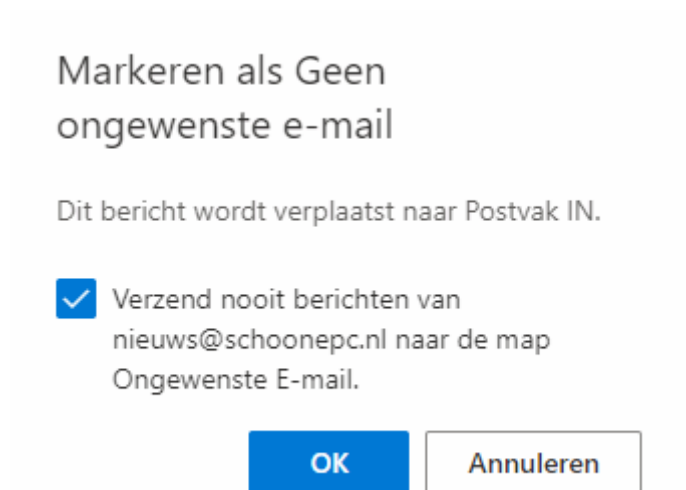 Markeren als Geen
ongewenste e-mail
Dit bericht wordt verplaatst naar Postvak IN.
Verzend nooit berichten van
nieuws@schoonepc.nl naar de map
Ongewenste E-mail.
OK Annuleren